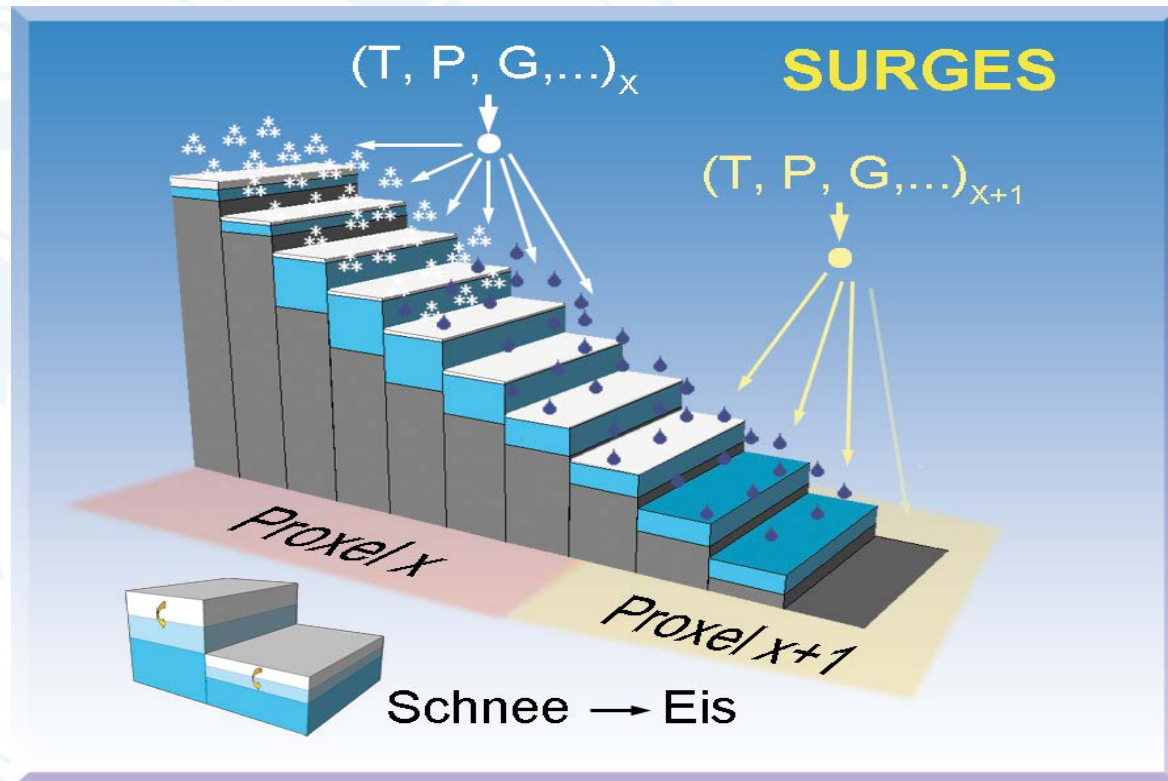 (T, P, G,...)x
SURGES
(T, P, G,...)x+1
Proxel x
Proxel x+1
Schnee → Eis